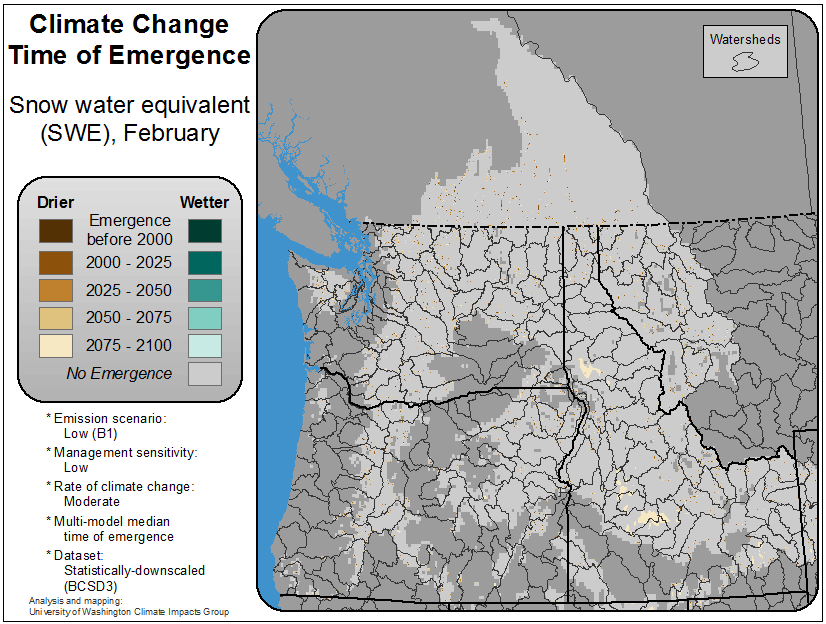 Climate Change
Time of Emergence
Snow water equivalent
(SWE), February
Watersheds
Drier
Wetter
Emergence
before 2000
2000 - 2025
2025 - 2050
2050 - 2075
2075 - 2100
No Emergence
* Emission scenario:
Low (B1)
* Management sensitivity:
Low
* Rate of climate change:
Moderate
* Multi-model median
time of emergence
* Dataset:
Statistically-downscaled
(BCSD3)
Analysis and mapping:
University of Washington Climate Impacts Group